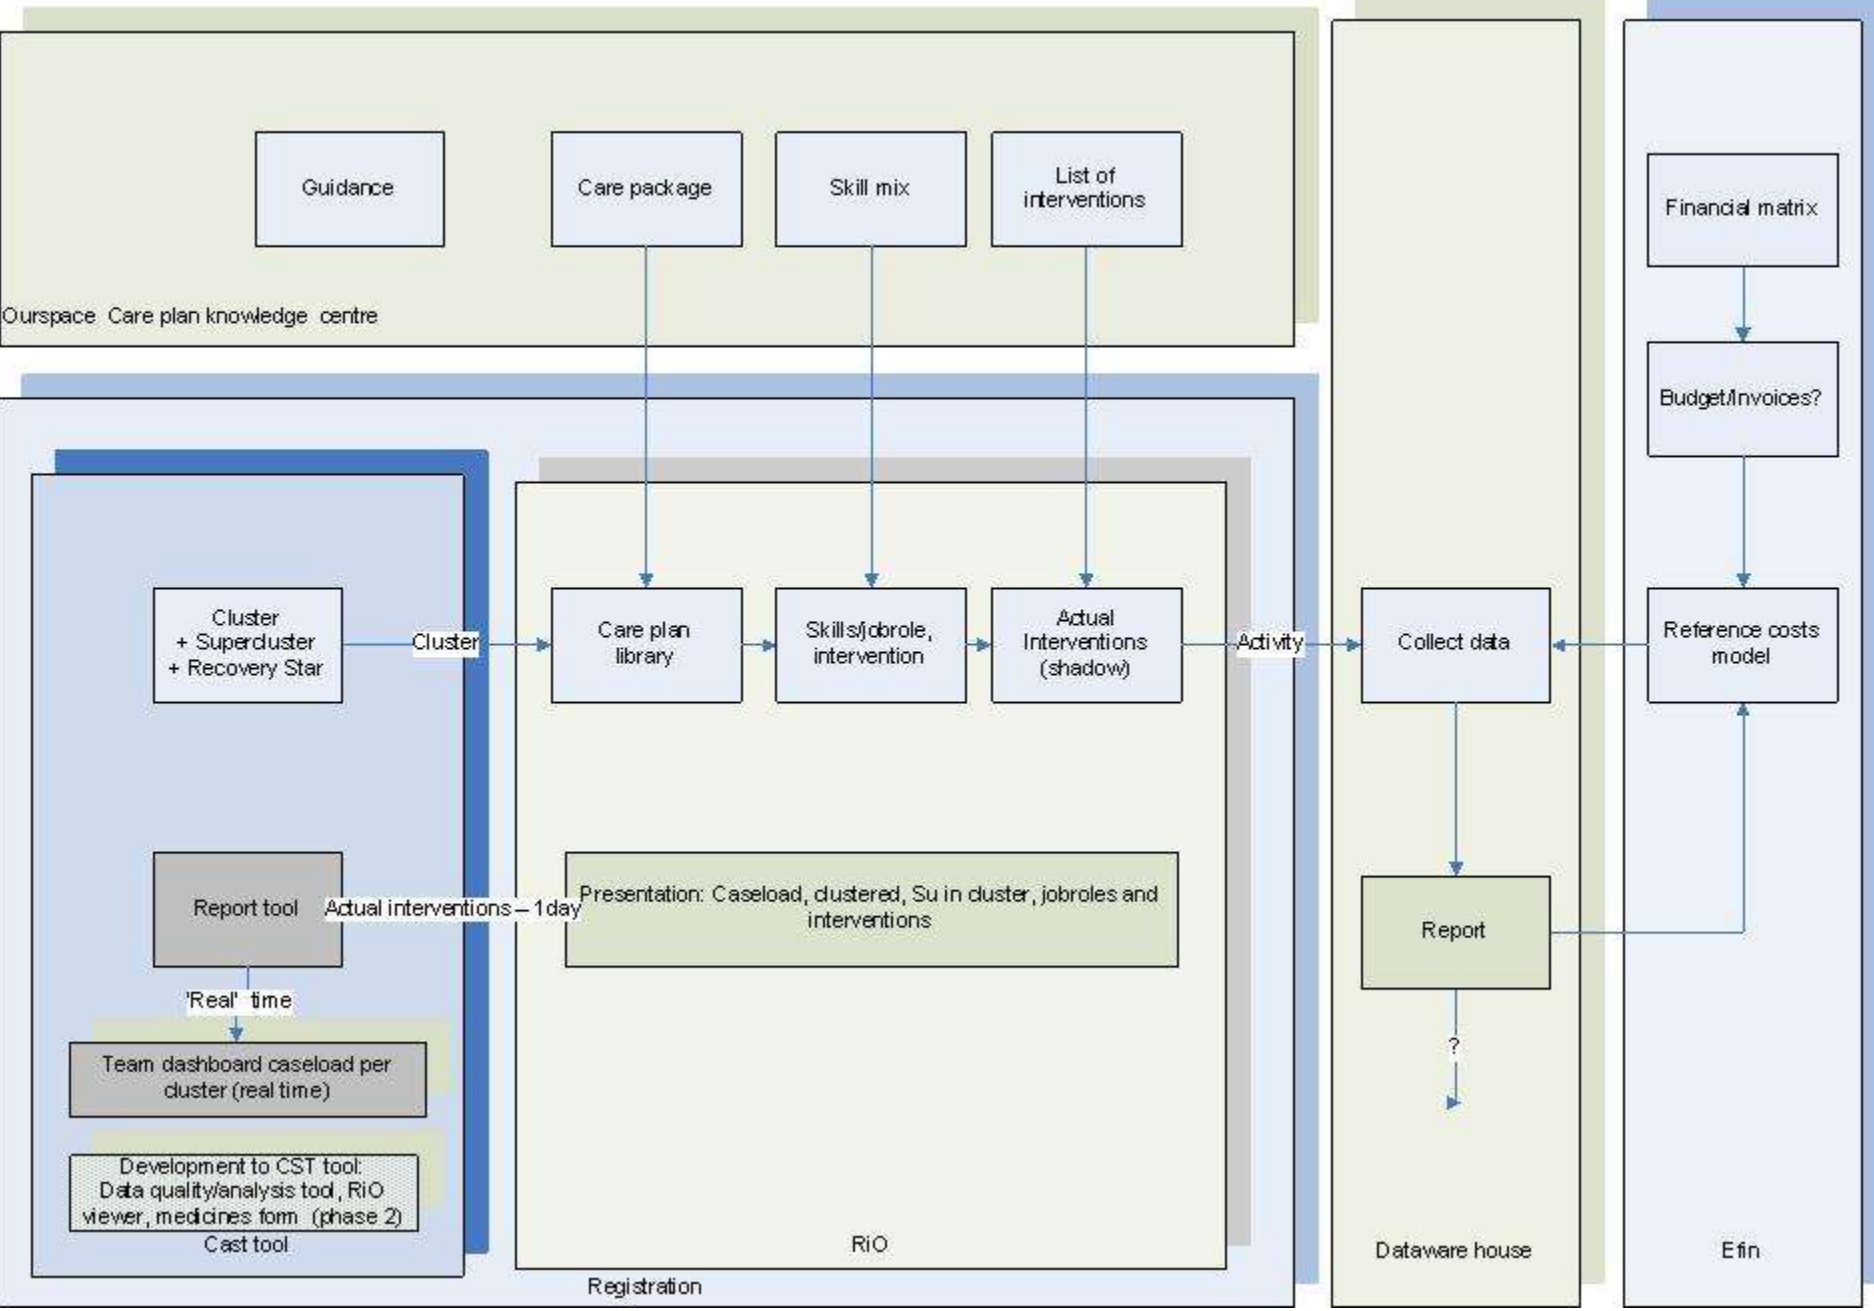 Guidance
Care package
Skill mix
List of
interventions
Ourspace Care plan knowledge centre
Financial matrix
Budget/Invoices?
Cluster
+ Supercluster
+ Recovery Star
Cluster
Care plan
library
Skills/jobrole,
intervention
Actual
Interventions
(shadow)
Activity
Collect data
Reference costs
model
Report tool
Actual interventions – 1day
Presentation: Caseload, clustered, Su in cluster, jobroles and
interventions
Report
'Real' time
?
Team dashboard caseload per
cluster (real time)
Development to CST tool:
Data quality/analysis tool, RiO
viewer, medicines form (phase 2)
Cast tool
RiO
Registration
Dataware house
Efin